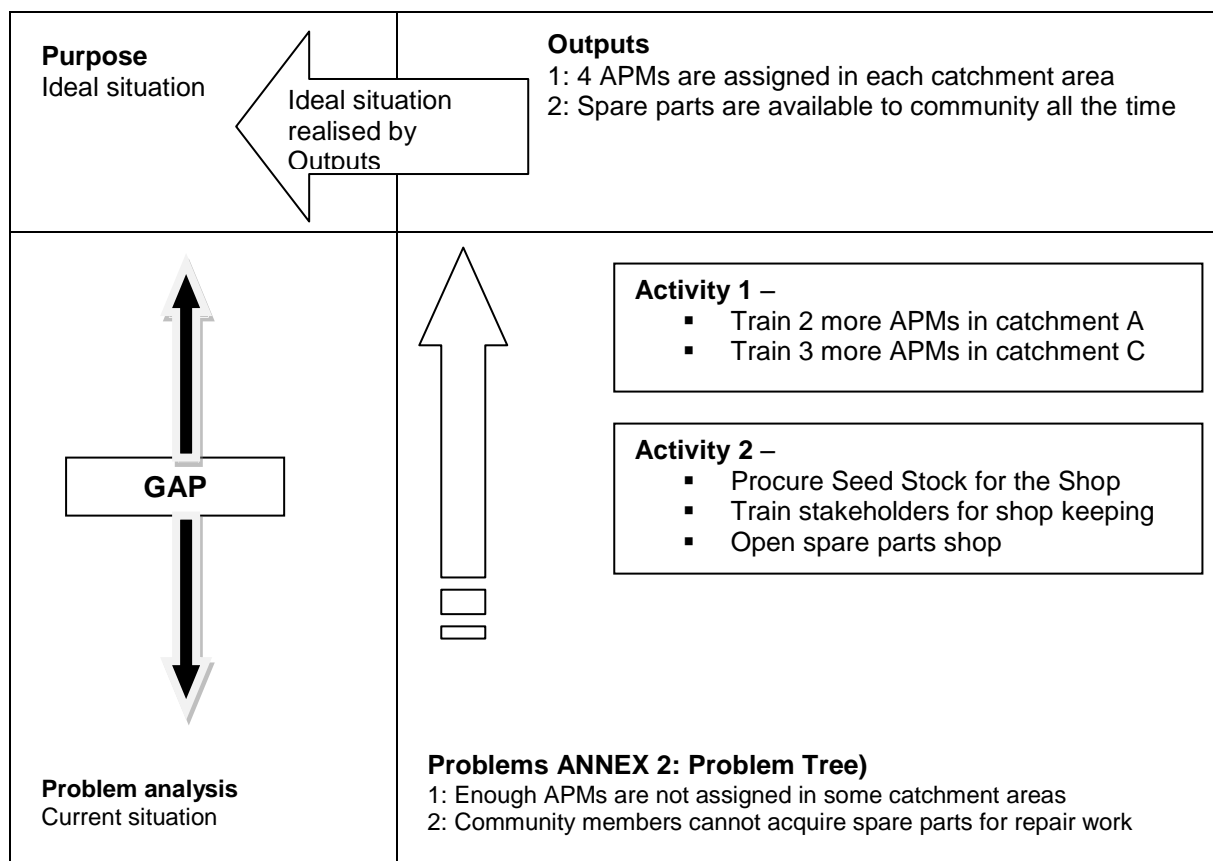 Purpose
Ideal situation
Ideal situation
realised by
Outputs
Outputs
1: 4 APMs are assigned in each catchment area
2: Spare parts are available to community all the time
GAP
Activity 1 –
▪ Train 2 more APMs in catchment A
▪ Train 3 more APMs in catchment C
Activity 2 –
▪ Procure Seed Stock for the Shop
▪ Train stakeholders for shop keeping
▪ Open spare parts shop
Problem analysis
Current situation
Problems ANNEX 2: Problem Tree)
1: Enough APMs are not assigned in some catchment areas
2: Community members cannot acquire spare parts for repair work